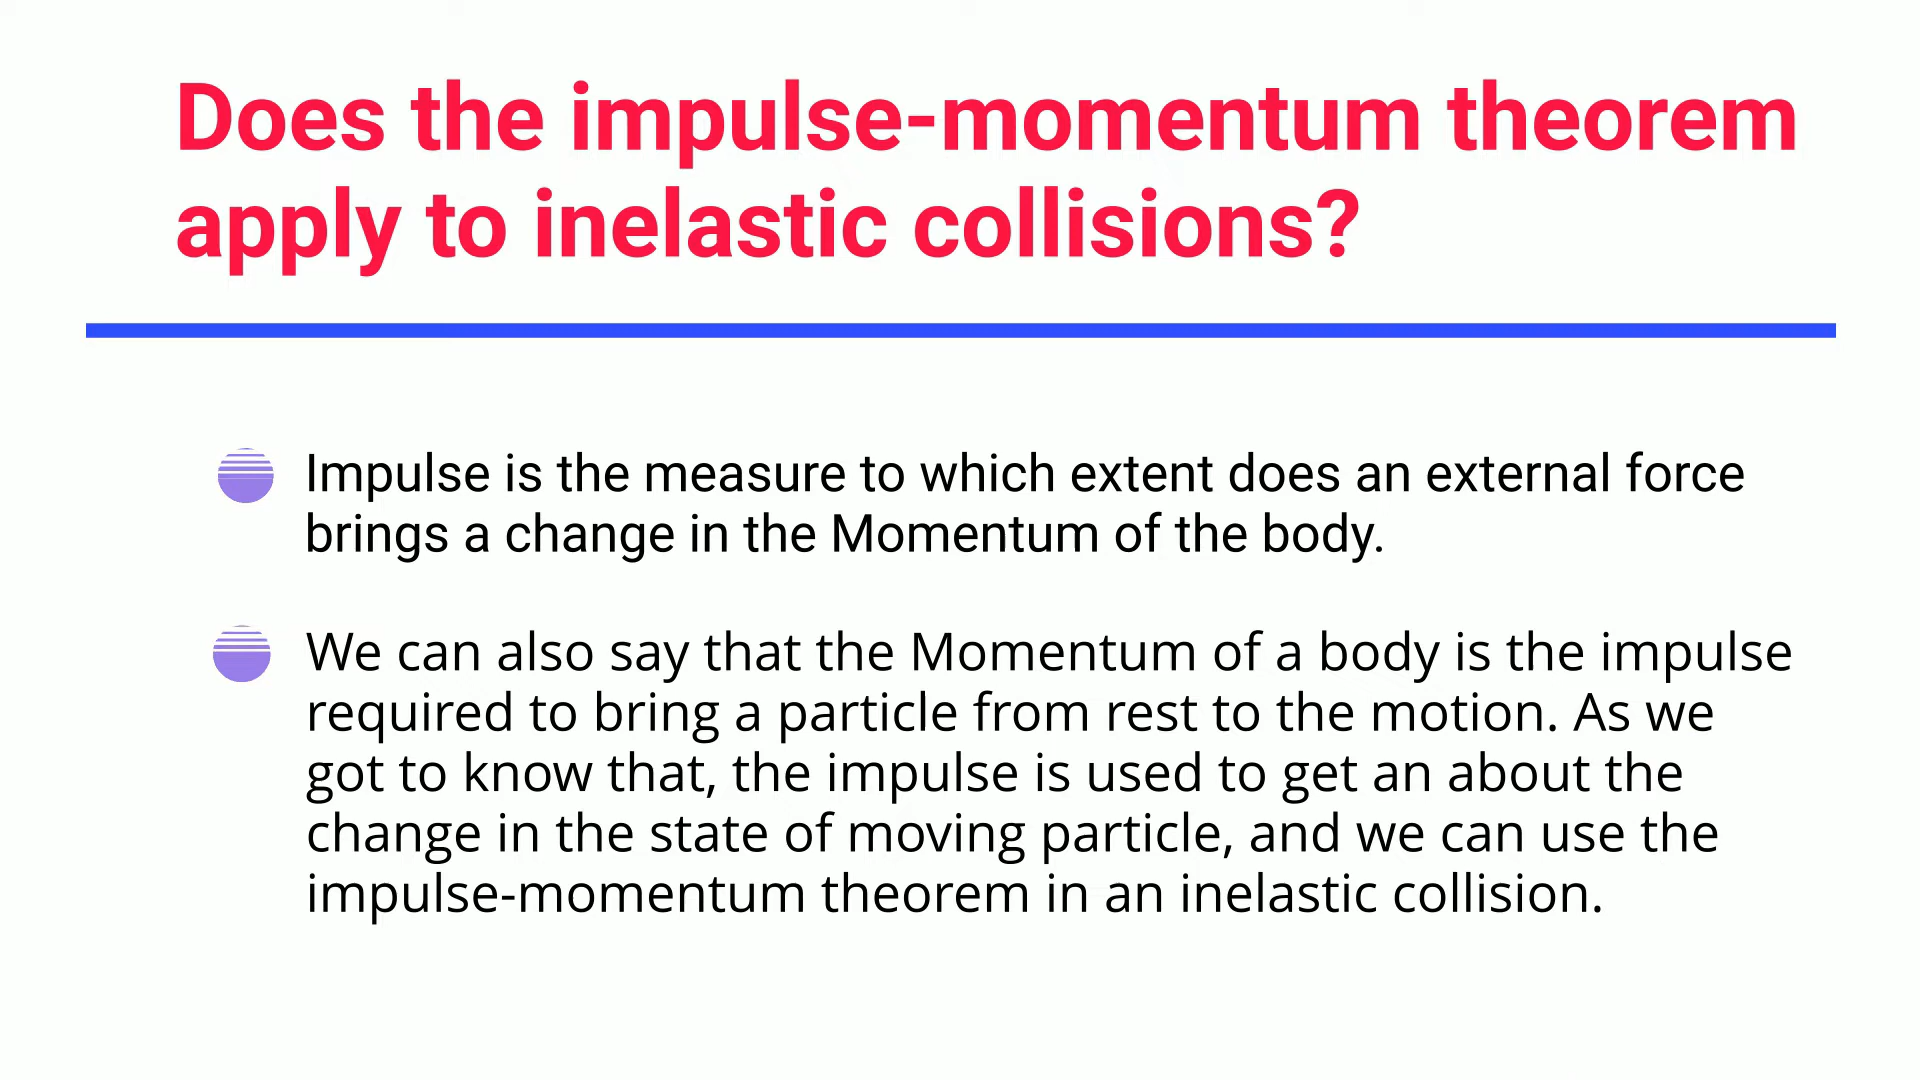 Does the impulse-momentum theorem
apply to inelastic collisions?
Impulse is the measure to which extent does an external force
brings a change in the Momentum of the body.
We can also say that the Momentum of a body is the impulse
required to bring a particle from rest to the motion. As we
got to know that, the impulse is used to get an about the
change in the state of moving particle, and we can use the
impulse-momentum theorem in an inelastic collision.